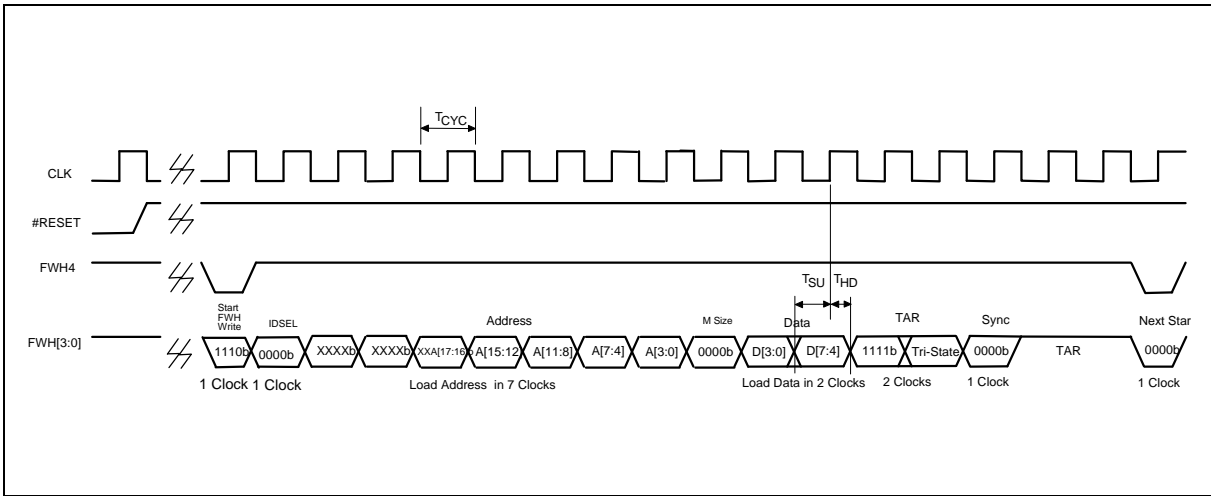 TCYC
CLK
#RESET
FWH4
TSU THD
Start FWH Write
IDSEL
Address
M Size
Data
TAR
Sync
Next Star
FWH[3:0]
1110b 0000b XXXXb XXXXb XXA[17:16]b A[15:12] A[11:8] A[7:4] A[3:0] 0000b D[3:0] D[7:4] 1111b Tri-State 0000b TAR 0000b
1 Clock 1 Clock Load Address in 7 Clocks Load Data in 2 Clocks 2 Clocks 1 Clock 1 Clock